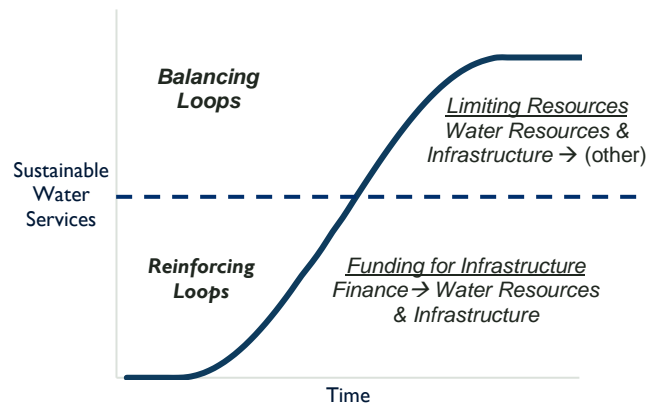 Balancing
Loops
Limiting Resources
Water Resources &
Infrastructure → (other)
Sustainable
Water
Services
Reinforcing
Loops
Funding for Infrastructure
Finance→ Water Resources
& Infrastructure
Time